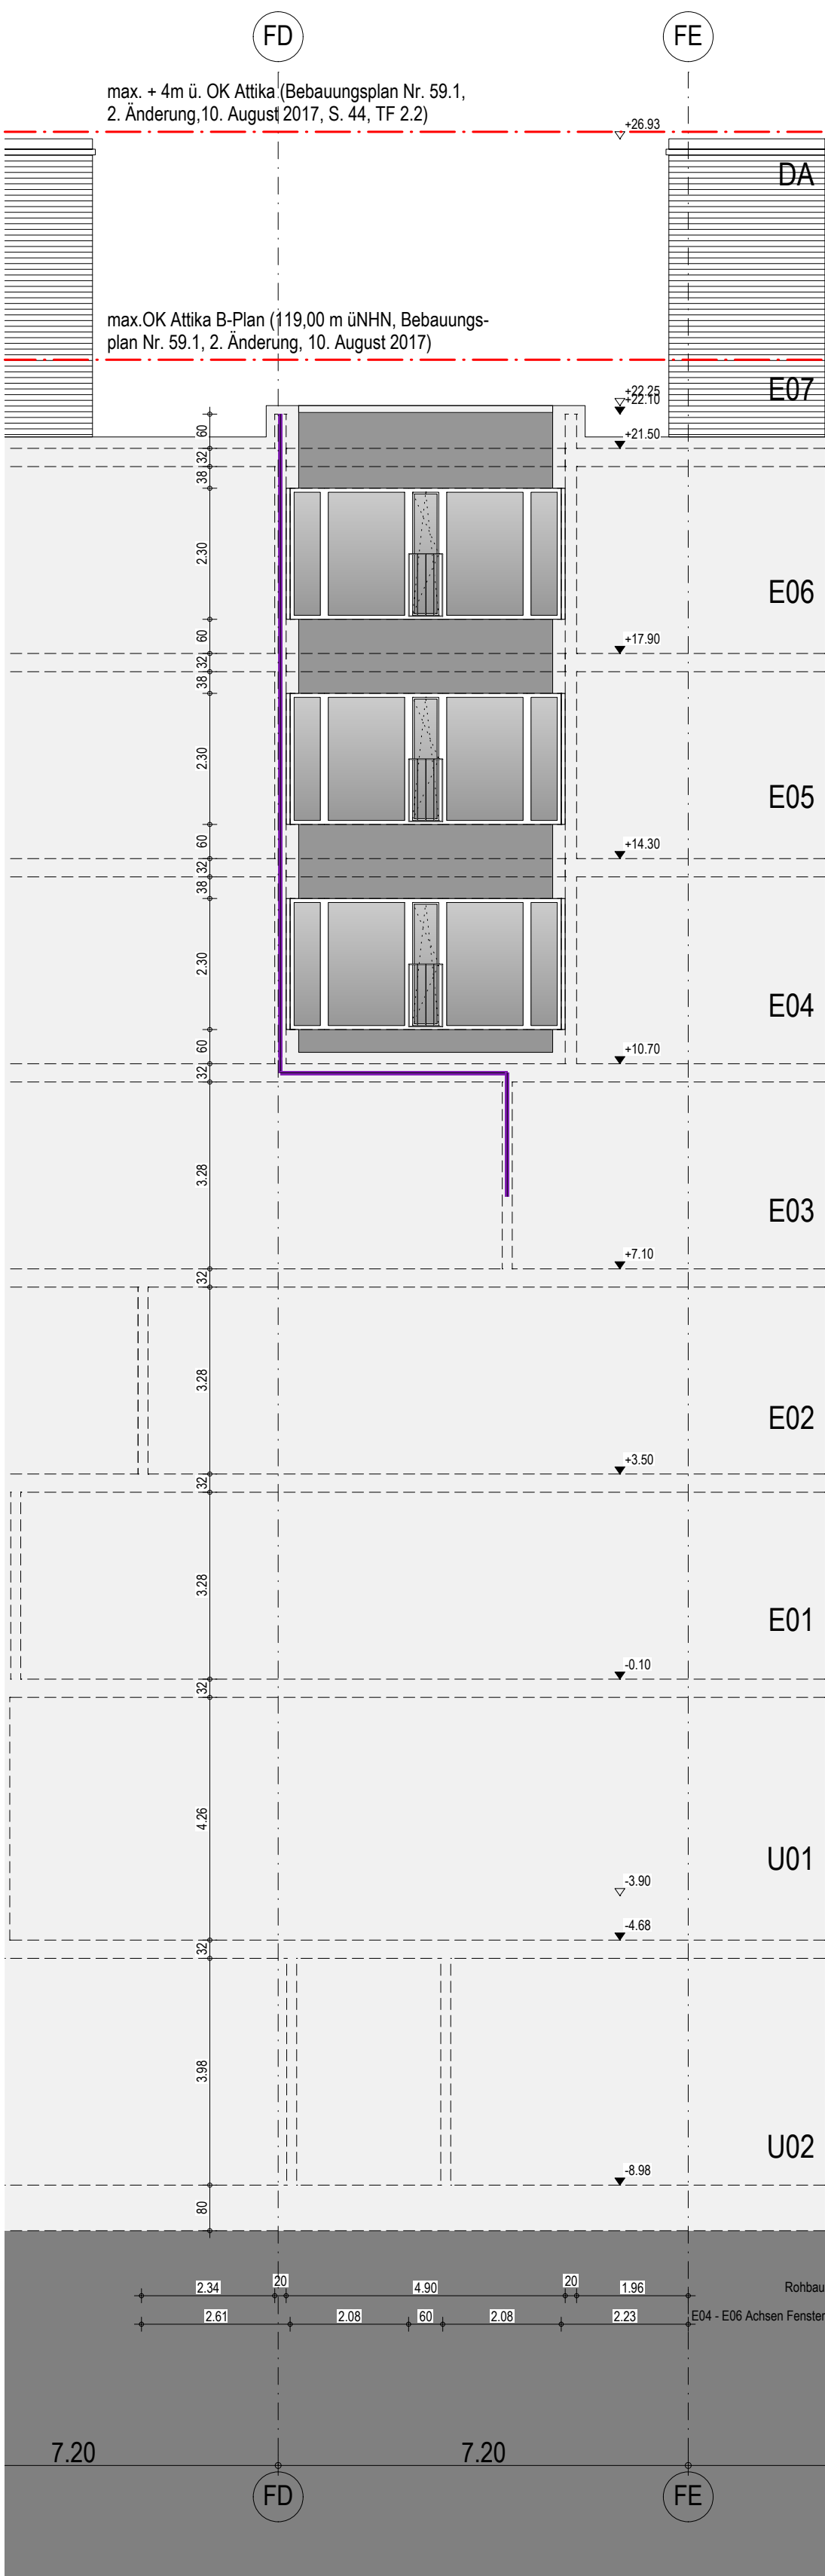 FD
FE
max. + 4m ü. OK Attika (Bebauungsplan Nr. 59.1,
2. Änderung,10. August 2017, S. 44, TF 2.2)
+26.93
DA
max.OK Attika B-Plan (119,00 m üNHN, Bebauungs-
plan Nr. 59.1, 2. Änderung, 10. August 2017)
+22.25
+22.10
E07
60
+21.50
32
38
2.30
E06
60
+17.90
32
38
2.30
E05
60
+14.30
32
38
2.30
E04
60
+10.70
32
3.28
E03
+7.10
32
3.28
E02
+3.50
32
3.28
E01
-0.10
32
4.26
U01
-3.90
-4.68
32
3.98
U02
-8.98
80
2.34
20
4.90
20
1.96
Rohbau
2.61
2.08
60
2.08
2.23
E04 - E06 Achsen Fenster
7.20
7.20
FD
FE